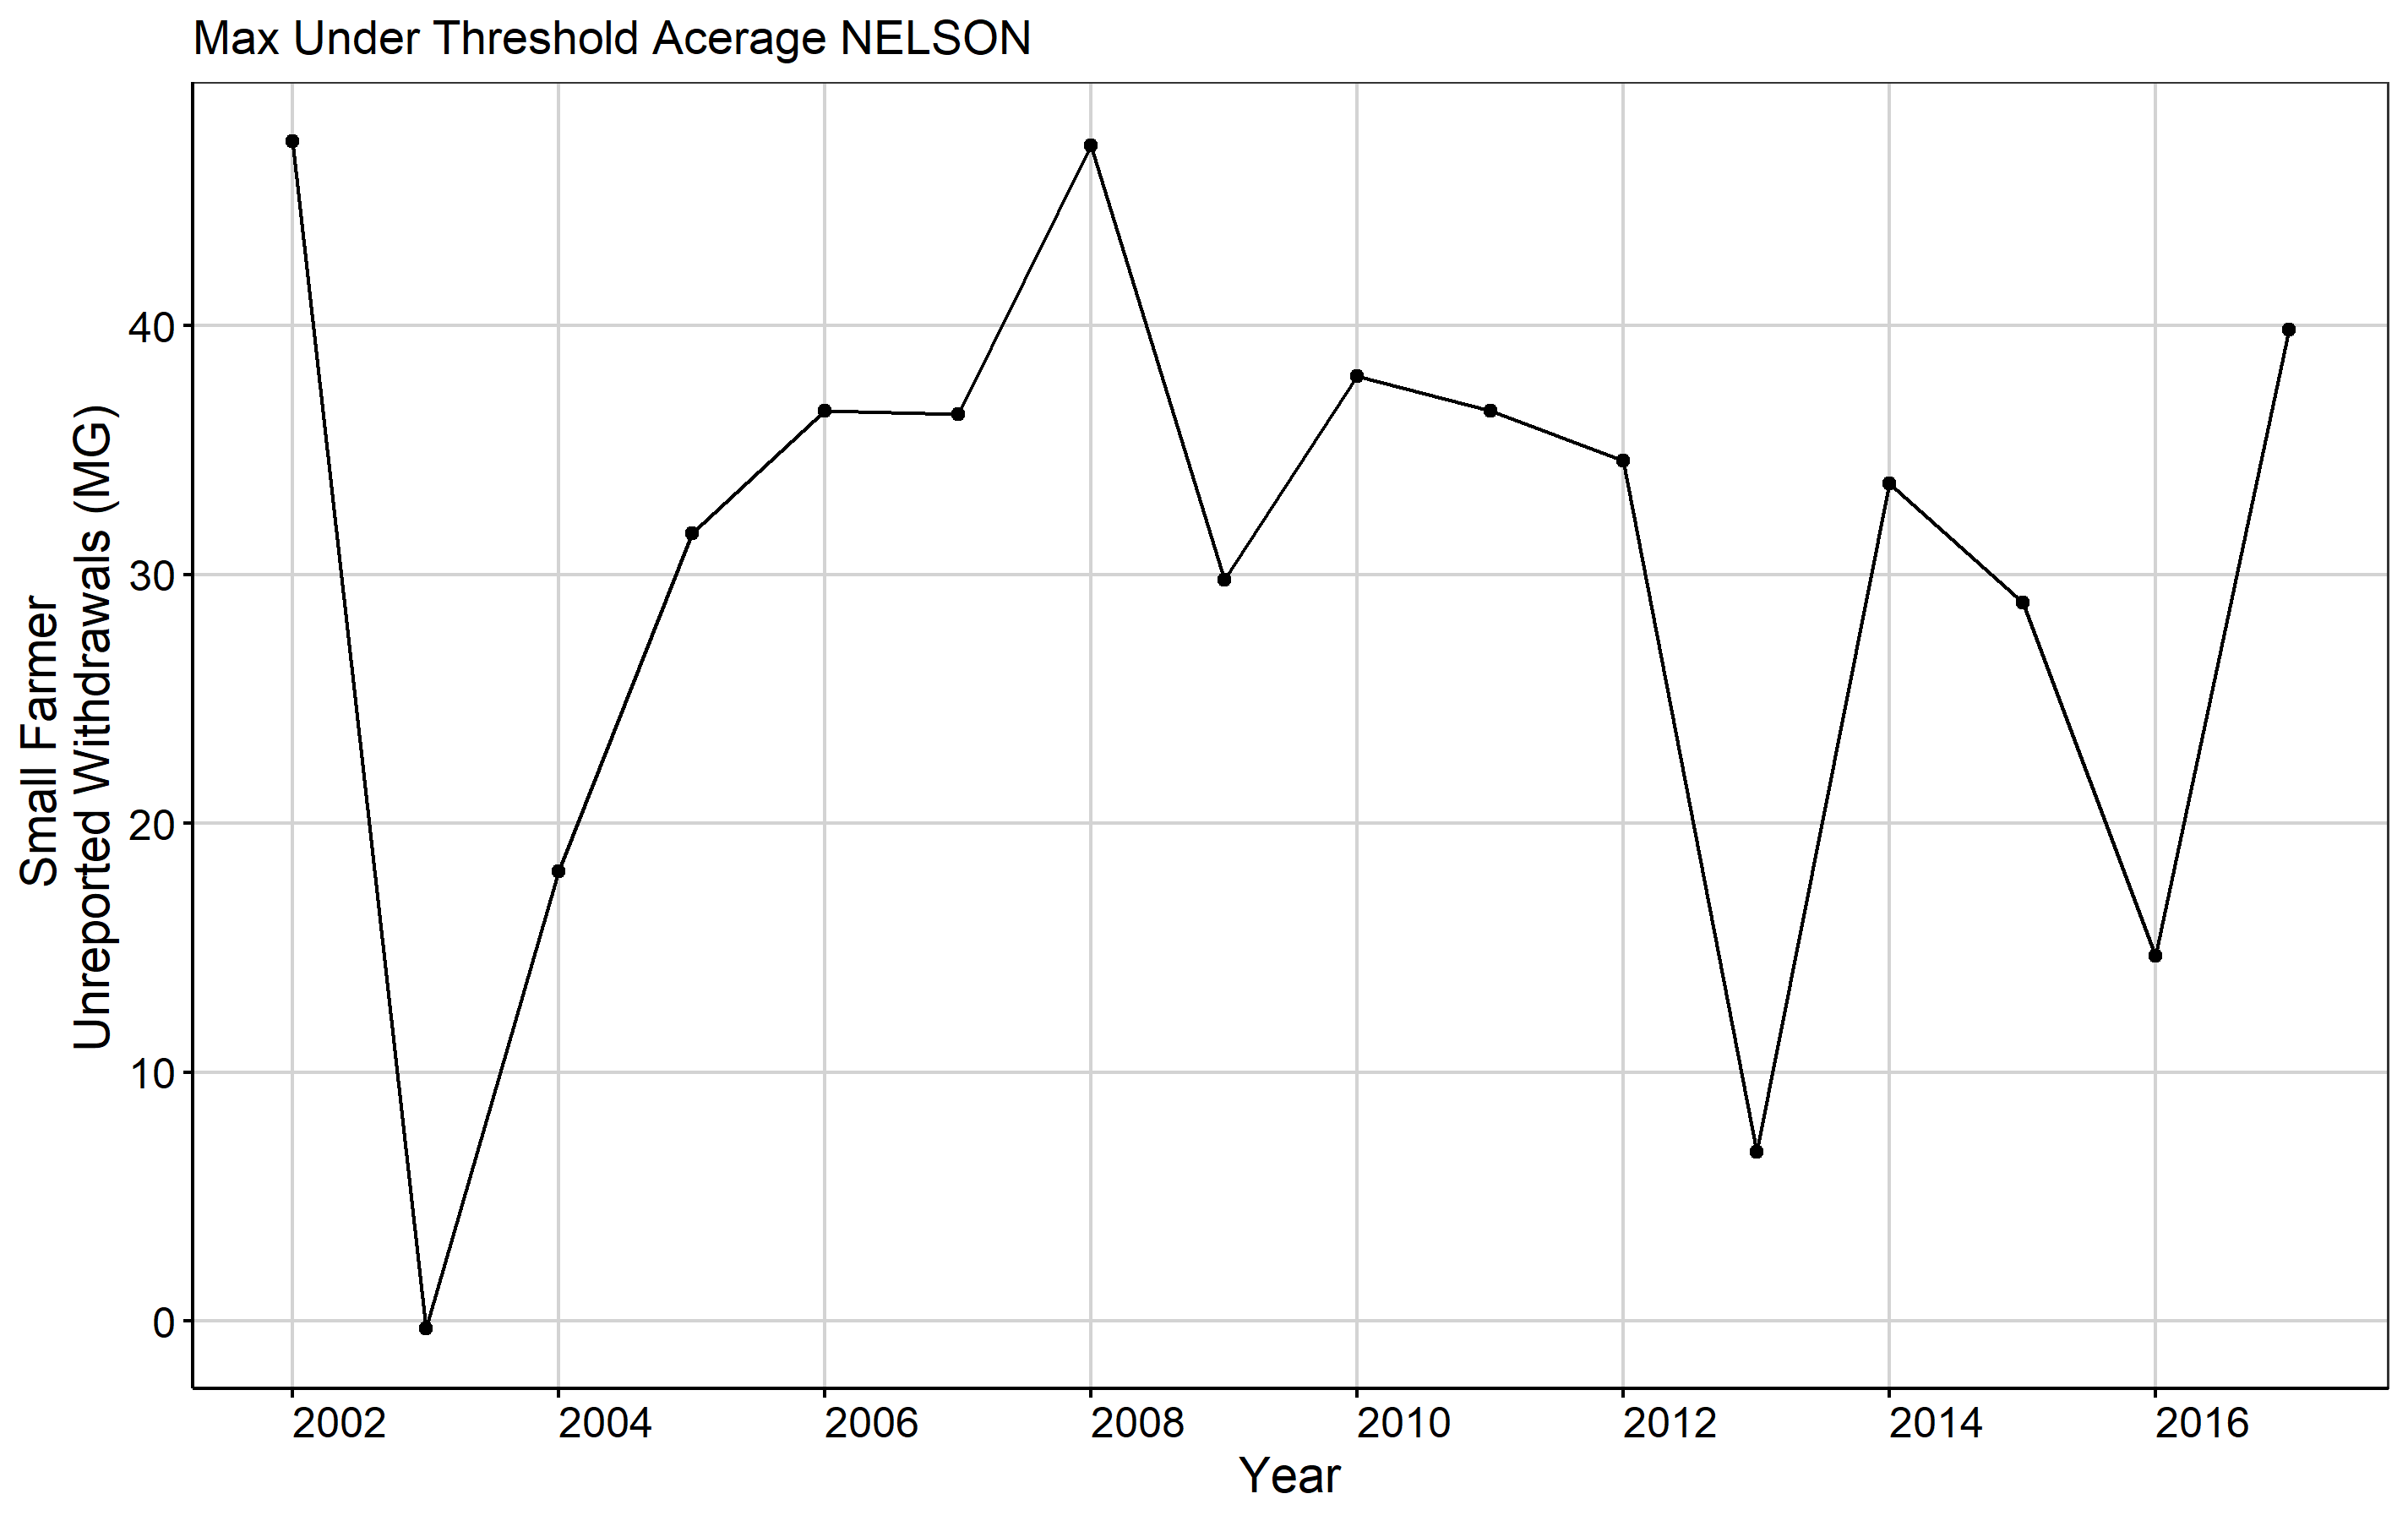 Max Under Threshold Acerage NELSON
Small Farmer
Unreported Withdrawals (MG)
40
30
20
10
0
2002 2004 2006 2008 2010 2012 2014 2016
Year